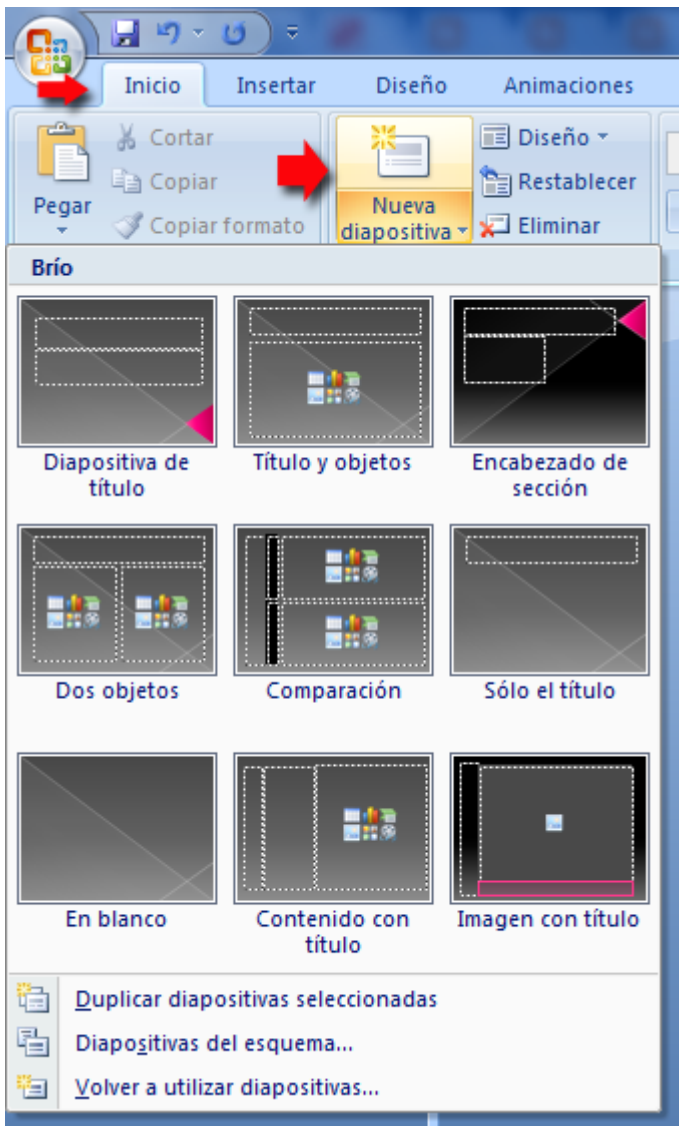 Inicio Insertar Diseño Animaciones
Pegar
Cortar
Copiar
Copiar formato
Nueva
diapositiva
Diseño
Restablecer
Eliminar
Brío
Diapositiva de
título
Título y objetos
Encabezado de
sección
Dos objetos
Comparación
Sólo el título
En blanco
Contenido con
título
Imagen con título
Duplicar diapositivas seleccionadas
Diapositivas del esquema...
Volver a utilizar diapositivas...